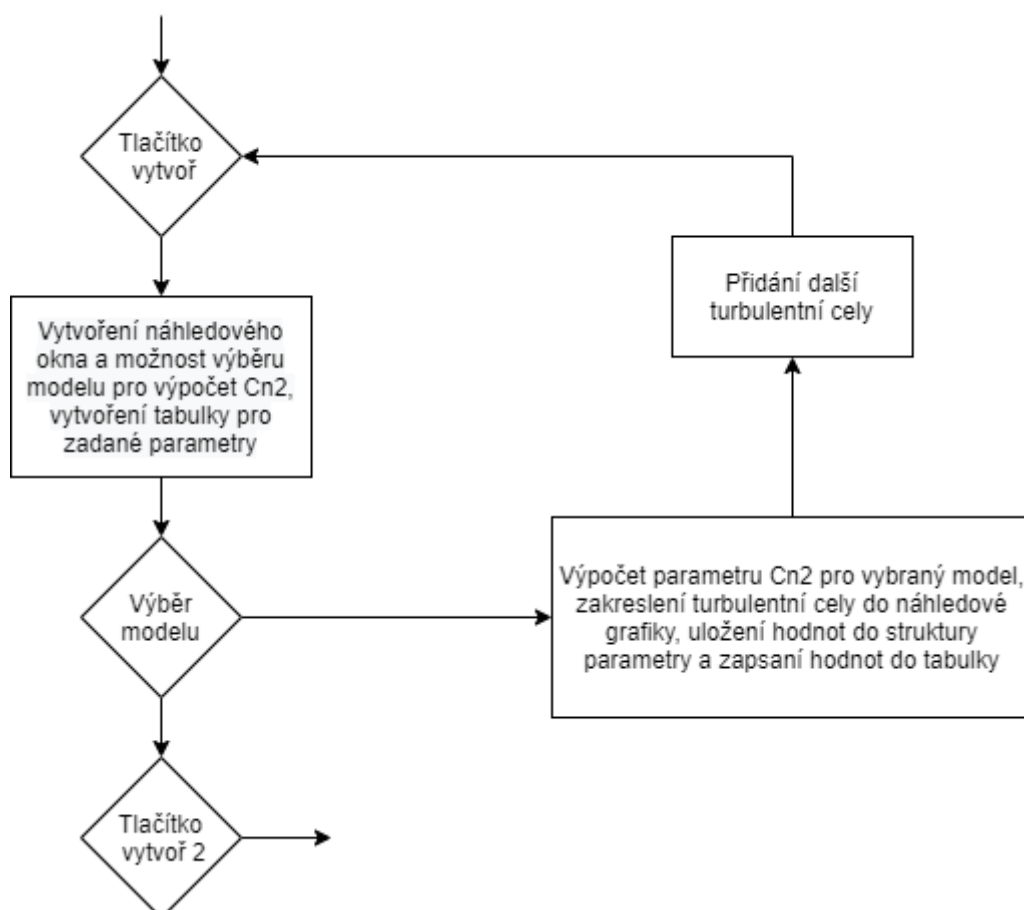 Tlačítko
vytvoř
Přidání další
turbulentní cely
Vytvoření náhledového
okna a možnost výběru
modelu pro výpočet Cn2,
vytvoření tabulky pro
zadané parametry
Výběr
modelu
Výpočet parametru Cn2 pro vybraný model,
zakreslení turbulentní cely do náhledové
grafiky, uložení hodnot do struktury
parametry a zapsaní hodnot do tabulky
Tlačítko
vytvoř 2